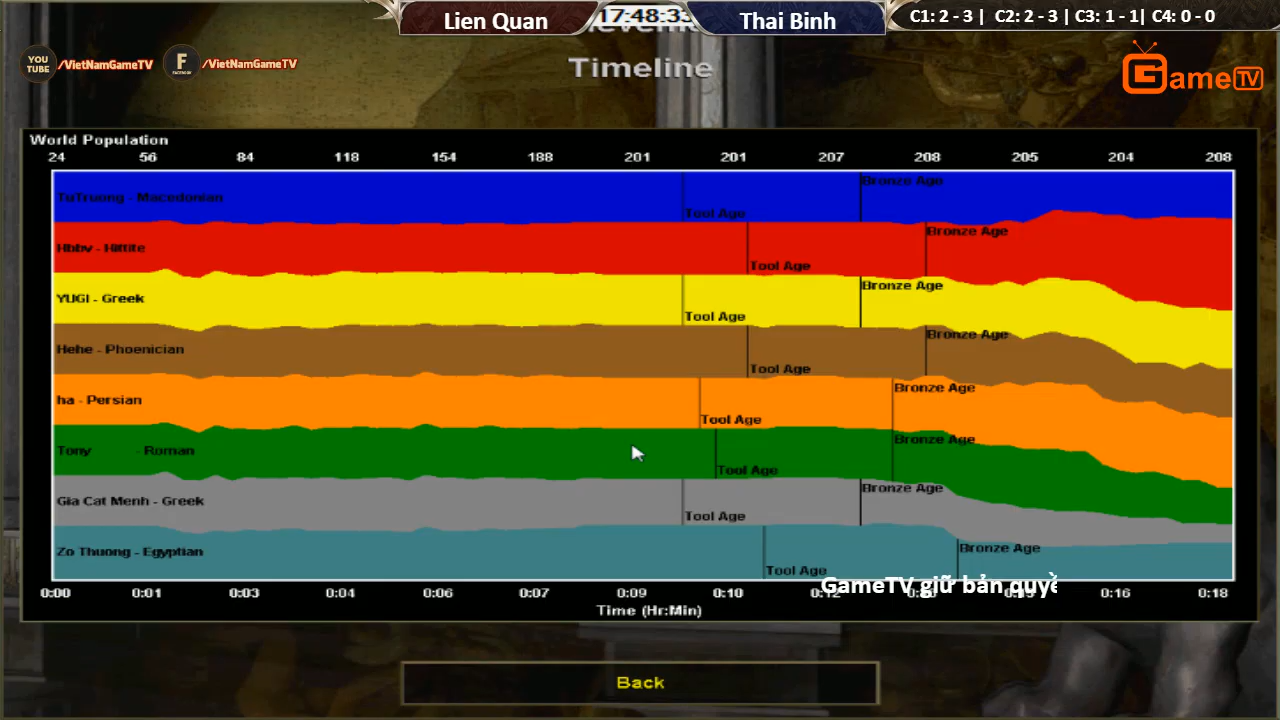 Lien Quan
17:48:33
Thai Binh
C1: 2 - 3 | C2: 2 - 3 | C3: 1 - 1| C4: 0 - 0
YOU TUBE /VietNamGameTV
F FACEBOOK /VietNamGameTV
Timeline
GameTV
World Population
24 56 84 118 154 188 201 201 207 208 205 204 208
TuTruong - Macedonian
Tool Age
Bronze Age
Hbbv - Hittite
Tool Age
Bronze Age
YUGI - Greek
Tool Age
Bronze Age
Hehe - Phoenician
Tool Age
Bronze Age
ha - Persian
Tool Age
Bronze Age
Tony - Roman
Tool Age
Bronze Age
Gia Cat Menh - Greek
Tool Age
Bronze Age
Zo Thuong - Egyptian
Tool Age
Bronze Age
GameTV giữ bản quyề
0:00 0:01 0:03 0:04 0:06 0:07 0:09 0:10 0:12 0:16 0:18
Time (Hr:Min)
Back